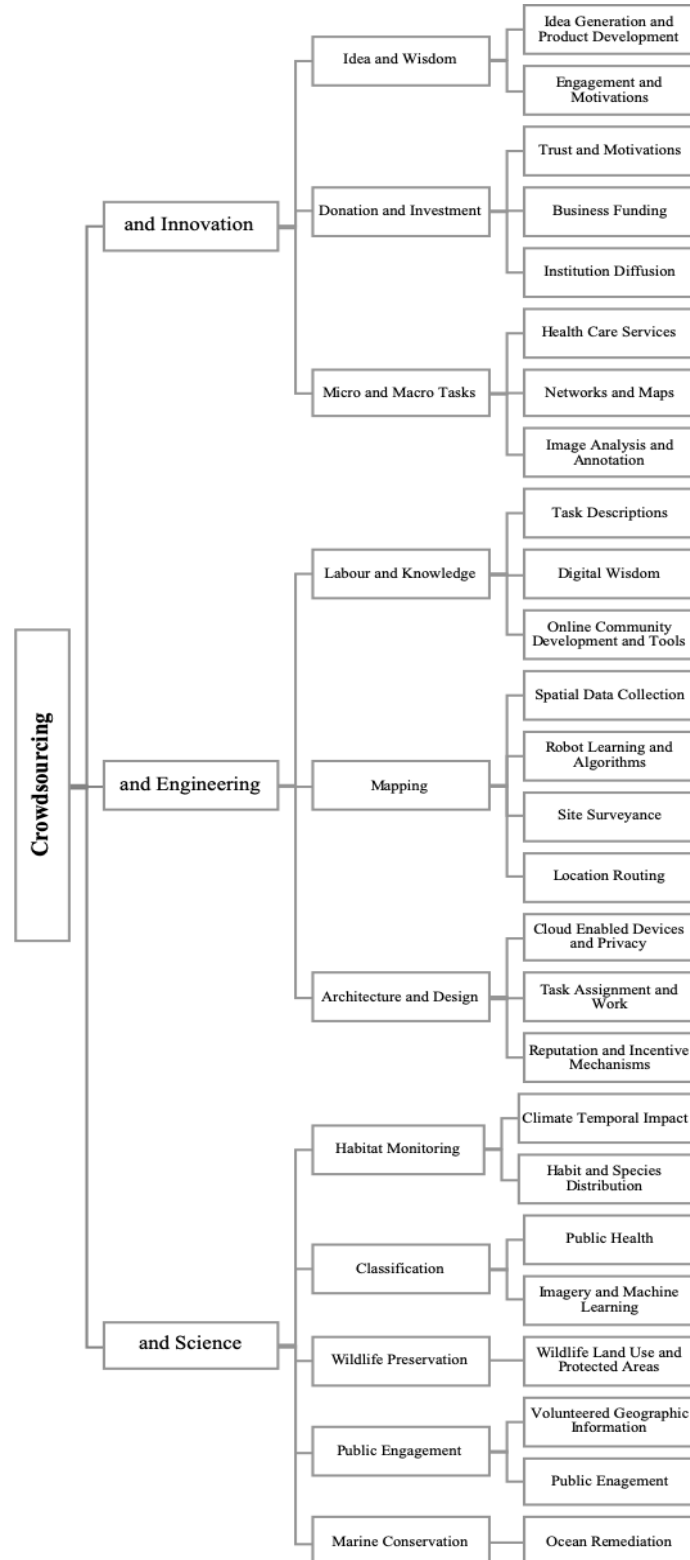 Crowdsourcing
and Innovation
Idea and Wisdom
Idea Generation and
Product Development
Engagement and
Motivations
Donation and Investment
Trust and Motivations
Business Funding
Institution Diffusion
Micro and Macro Tasks
Health Care Services
Networks and Maps
Image Analysis and
Annotation
and Engineering
Labour and Knowledge
Task Descriptions
Digital Wisdom
Online Community
Development and Tools
Mapping
Spatial Data Collection
Robot Learning and
Algorithms
Site Surveyance
Location Routing
Architecture and Design
Cloud Enabled Devices
and Privacy
Task Assignment and
Work
Reputation and Incentive
Mechanisms
and Science
Habitat Monitoring
Climate Temporal Impact
Habit and Species
Distribution
Classification
Public Health
Imagery and Machine
Learning
Wildlife Preservation
Wildlife Land Use and
Protected Areas
Public Engagement
Volunteered Geographic
Information
Public Enagement
Marine Conservation
Ocean Remediation